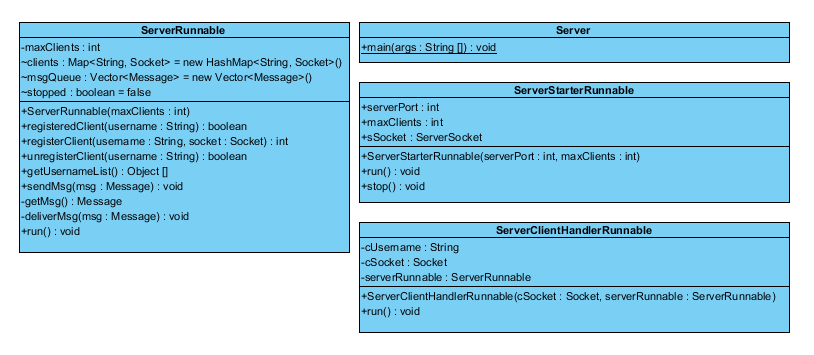 ServerRunnable
-maxClients : int
~clients : Map<String, Socket> = new HashMap<String, Socket>()
~msgQueue : Vector<Message> = new Vector<Message>()
~stopped : boolean = false
+ServerRunnable(maxClients : int)
+registeredClient(username : String) : boolean
+registerClient(username : String, socket : Socket) : int
+unregisterClient(username : String) : boolean
+getUsernameList() : Object []
+sendMsg(msg : Message) : void
-getMsg() : Message
-deliverMsg(msg : Message) : void
+run() : void
Server
+main(args : String []) : void
ServerStarterRunnable
+serverPort : int
+maxClients : int
+sSocket : ServerSocket
+ServerStarterRunnable(serverPort : int, maxClients : int)
+run() : void
+stop() : void
ServerClientHandlerRunnable
-cUsername : String
-cSocket : Socket
-serverRunnable : ServerRunnable
+ServerClientHandlerRunnable(cSocket : Socket, serverRunnable : ServerRunnable)
+run() : void